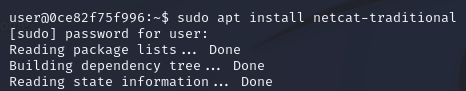 user@0ce82f75f996:~$ sudo apt install netcat-traditional
[sudo] password for user:
Reading package lists... Done
Building dependency tree... Done
Reading state information... Done